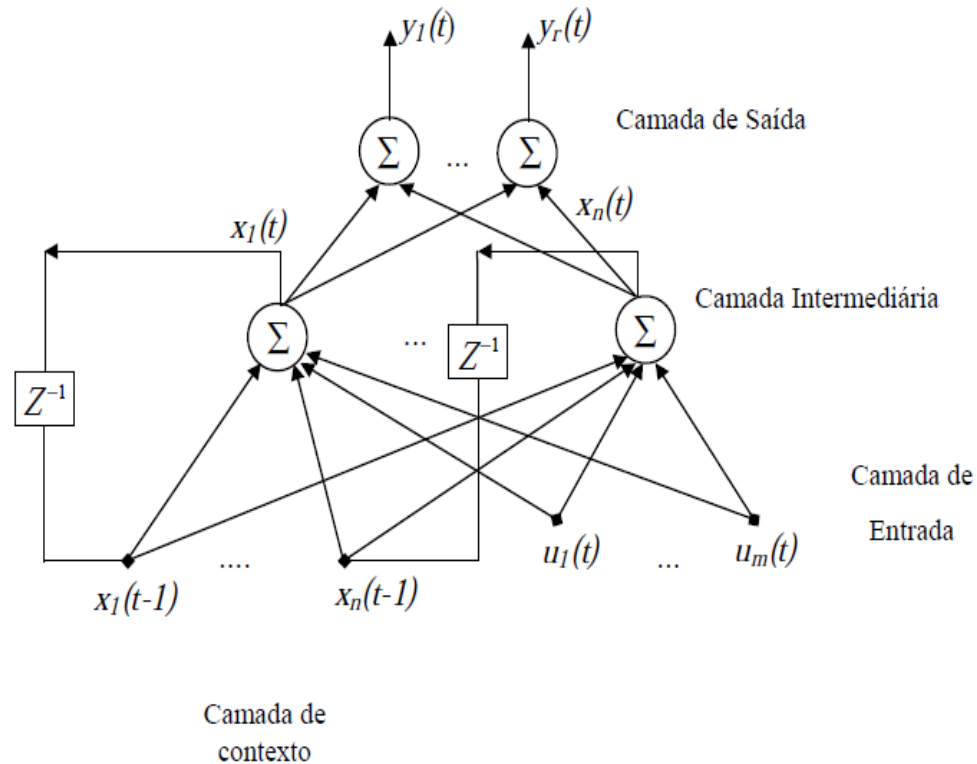 y1(t)
yr(t)
Camada de Saída
Σ
...
Σ
xn(t)
x1(t)
Camada Intermediária
Σ
...
Z−1
Σ
Z−1
Camada de
Entrada
u1(t)
...
um(t)
x1(t-1)
....
xn(t-1)
Camada de
contexto